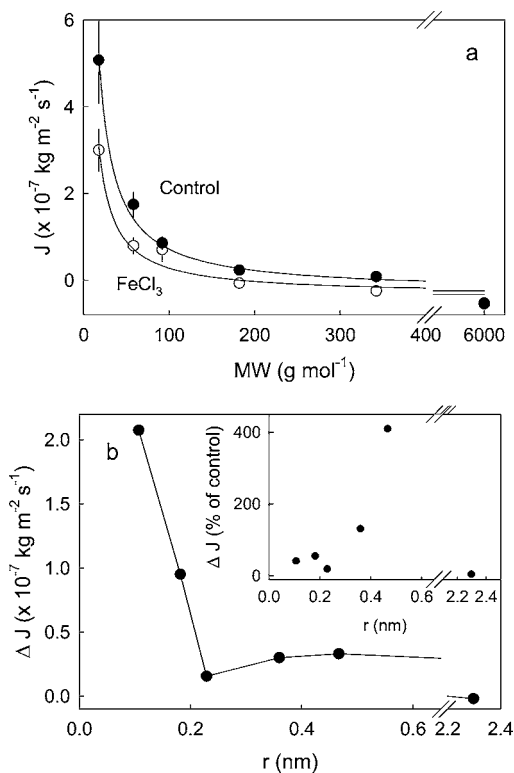 a
6
4
2
0
J (x 10⁻⁷ kg m⁻² s⁻¹)
Control
FeCl₃
0 100 200 300 400 6000
MW (g mol⁻¹)
b
2.0
1.5
1.0
0.5
0.0
Δ J (x 10⁻⁷ kg m⁻² s⁻¹)
400
200
0
Δ J (% of control)
0.0 0.2 0.4 0.6 2.2 2.4
r (nm)
0.0 0.2 0.4 0.6 2.2 2.4
r (nm)